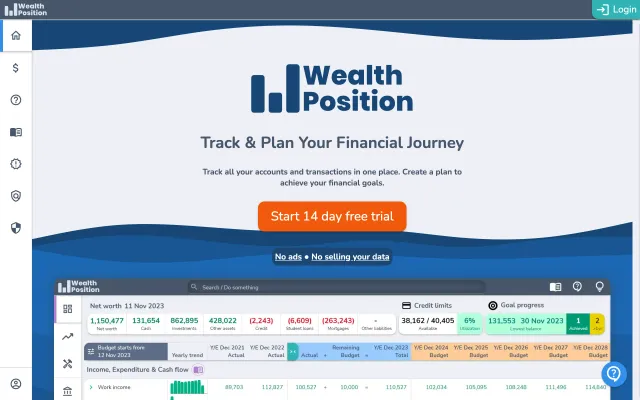 Wealth
Position
Login
Wealth
Position
Track & Plan Your Financial Journey
Track all your accounts and transactions in one place. Create a plan to
achieve your financial goals.
Start 14 day free trial
No ads • No selling your data
Wealth
Position
Search / Do something
Net worth 11 Nov 2023
Credit limits
Goal progress
1,150,477 131,654 862,895 428,022 (2,243) (6,609) (263,243) -
38,162 / 40,405 6% 131,553 30 Nov 2023 1 2
Net worth Cash Investments Other assets Credit Student loans Mortgages Other liabilities
Available Utilization Lowest balance Achieved
Budget starts from Y/E Dec 2021 Y/E Dec 2022 Remaining Y/E Dec 2023 Y/E Dec 2024 Y/E Dec 2025 Y/E Dec 2026 Y/E Dec 2027 Y/E Dec 2028
12 Nov 2023 Yearly trend Actual Actual Actual + Budget = Total Budget Budget Budget Budget Budget
Income, Expenditure & Cash flow
Work income 89,703 112,827 100,527 + 10,000 = 110,527 102,034 105,095 108,248 111,496 114,840